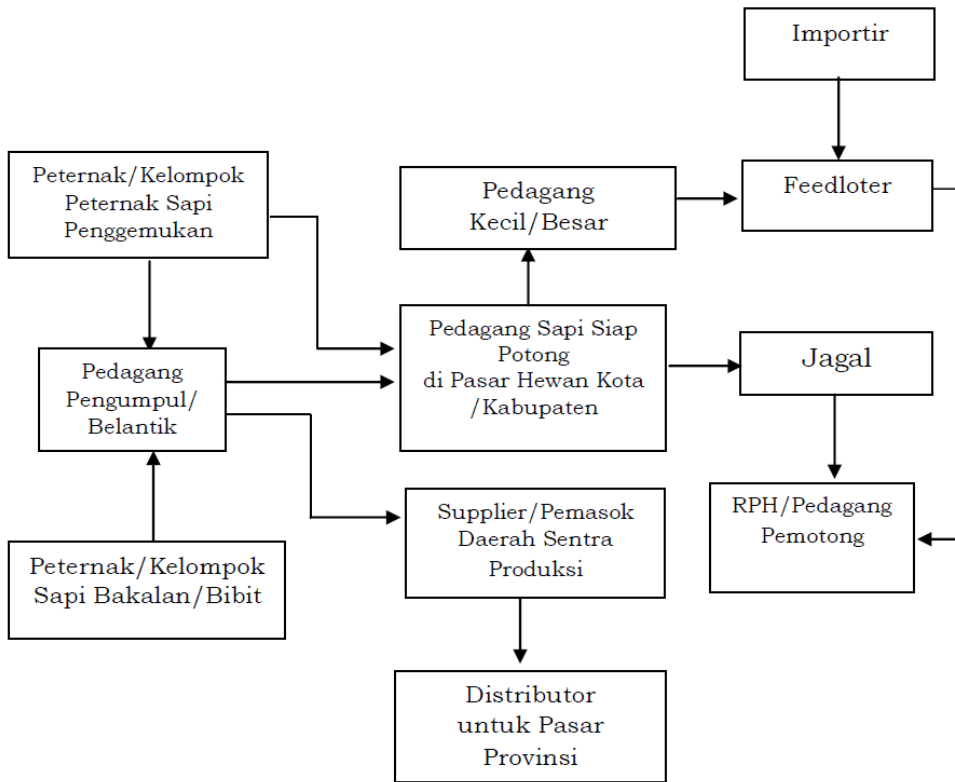 Importir
Peternak/Kelompok
Peternak Sapi
Penggemukan
Pedagang
Kecil/Besar
Feedloter
Pedagang Sapi Siap
Potong
di Pasar Hewan Kota
/Kabupaten
Jagal
Pedagang
Pengumpul/
Belantik
Supplier/Pemasok
Daerah Sentra
Produksi
RPH/Pedagang
Pemotong
Peternak/Kelompok
Sapi Bakalan/Bibit
Distributor
untuk Pasar
Provinsi